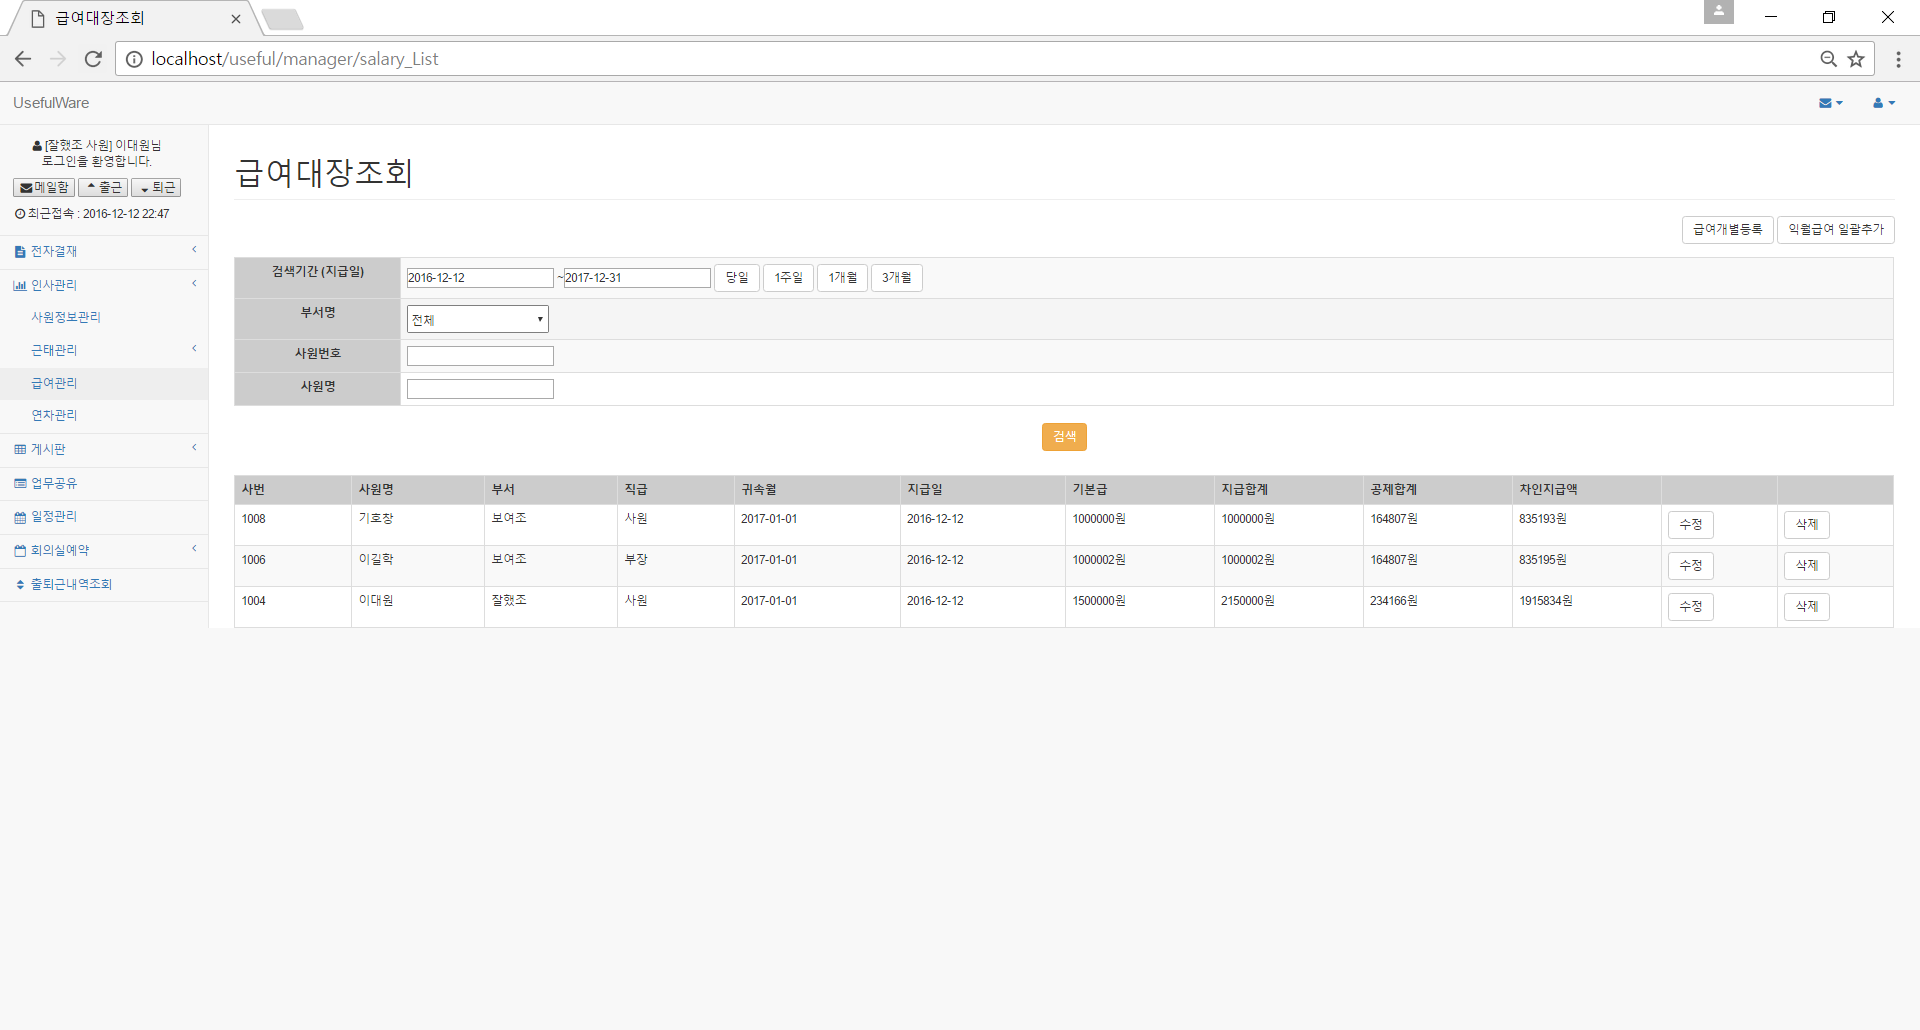 급여대장조회
localhost/useful/manager/salary_List
UsefulWare
[잘했조 사원] 이대원님
로그인을 환영합니다.
메일함 출근 퇴근
최근접속 : 2016-12-12 22:47
전자결재
인사관리
사원정보관리
근태관리
급여관리
연차관리
게시판
업무공유
일정관리
회의실예약
출퇴근내역조회
급여대장조회
급여개별등록 익월급여 일괄추가
검색기간 (지급일) 2016-12-12 ~ 2017-12-31 당일 1주일 1개월 3개월
부서명 전체
사원번호
사원명
검색
사번 사원명 부서 직급 귀속월 지급일 기본급 지급합계 공제합계 차인지급액
1008 기호창 보여조 사원 2017-01-01 2016-12-12 1000000원 1000000원 164807원 835193원 수정 삭제
1006 이길학 보여조 부장 2017-01-01 2016-12-12 1000002원 1000002원 164807원 835195원 수정 삭제
1004 이대원 잘했조 사원 2017-01-01 2016-12-12 1500000원 2150000원 234166원 1915834원 수정 삭제